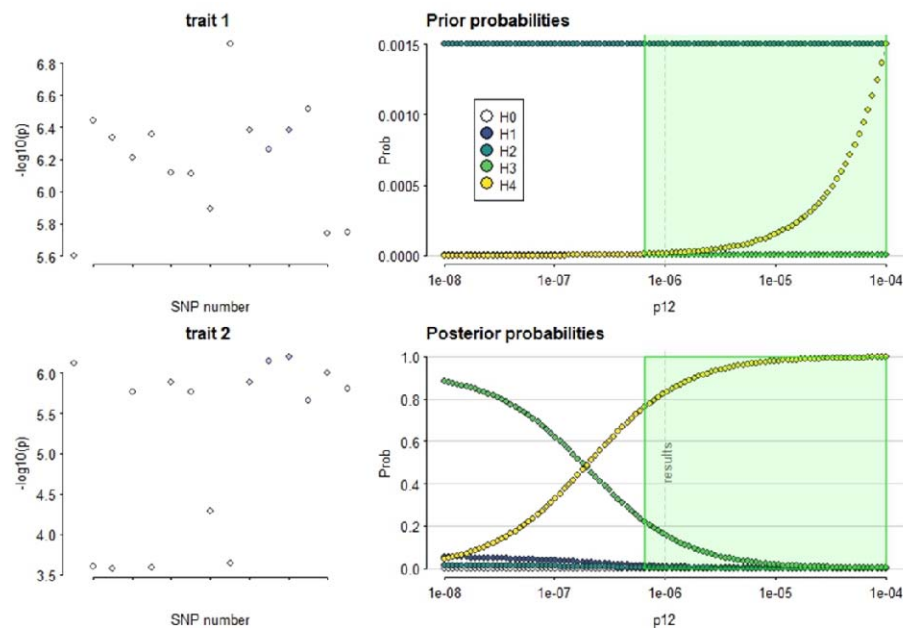 trait 1
-log10(p)
6.8
6.4
6.2
6.0
5.8
5.6
SNP number
Prior probabilities
Prob
0.0015
0.0010
0.0005
0.0000
H0
H1
H2
H3
H4
1e-08
1e-07
1e-06
1e-05
1e-04
p12
trait 2
-log10(p)
6.0
5.5
5.0
4.5
4.0
3.5
SNP number
Posterior probabilities
Prob
1.0
0.8
0.6
0.4
0.2
0.0
results
1e-08
1e-07
1e-06
1e-05
1e-04
p12